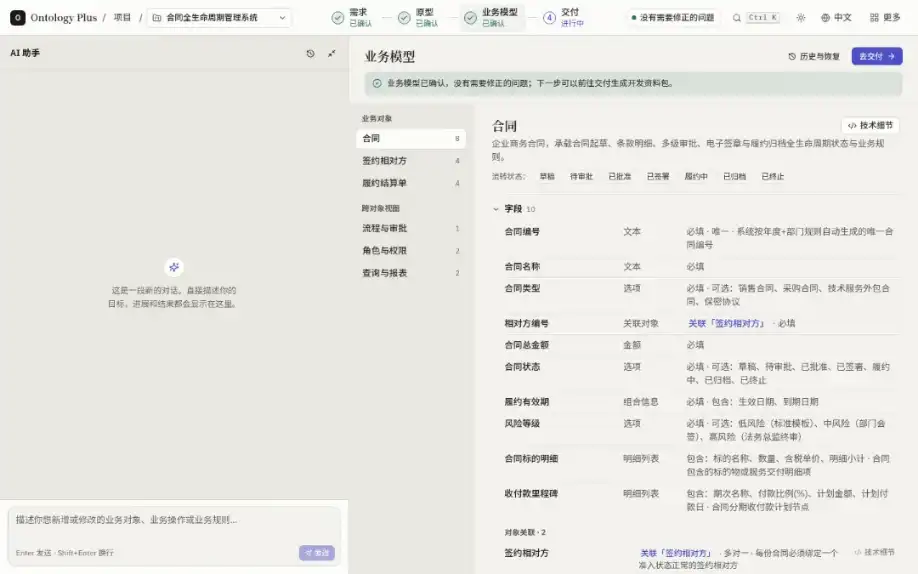 O Ontology Plus / 项目 / 合同全生命周期管理系统
需求 已确认
原型 已确认
业务模型 已确认
4 交付 进行中
没有需要修正的问题
Ctrl K
中文
更多
AI 助手
这是一段新的对话。直接描述你的
目标，进展和结果都会显示在这里。
描述你想新增或修改的业务对象、业务操作或业务规则...
Enter 发送 · Shift+Enter 换行
发送
业务模型
历史与恢复
去交付 →
业务模型已确认，没有需要修正的问题；下一步可以前往交付生成开发资料包。
业务对象
合同 8
签约相对方 4
履约结算单 4
跨对象视图
流程与审批 1
角色与权限 2
查询与报表 2
合同
</> 技术细节
企业商务合同，承载合同起草、条款明细、多级审批、电子签章与履约归档全生命周期状态与业务规
则。
流转状态： 草稿 待审批 已批准 已签署 履约中 已归档 已终止
字段 10
合同编号 文本 必填 · 唯一 · 系统按年度+部门规则自动生成的唯一合
同编号
合同名称 文本 必填
合同类型 选项 必填 · 可选：销售合同、采购合同、技术服务外包合
同、保密协议
相对方编号 关联对象 关联「签约相对方」 · 必填
合同总金额 金额 必填
合同状态 选项 必填 · 可选：草稿、待审批、已批准、已签署、履约
中、已归档、已终止
履约有效期 组合信息 必填 · 包含：生效日期、到期日期
风险等级 选项 必填 · 可选：低风险（标准模板）、中风险（部门会
签）、高风险（法务总监终审）
合同标的明细 明细列表 包含：标的名称、数量、含税单价、明细小计 · 合同
包含的标的物或服务交付明细项
收付款里程碑 明细列表 包含：期次名称、付款比例(%)、计划金额、计划付
款日 · 合同分期收付款计划节点
对象关联 · 2
签约相对方 关联「签约相对方」 · 多对一 · 每份合同必须绑定一个 </> 技术细节
准入状态正常的签约相对方